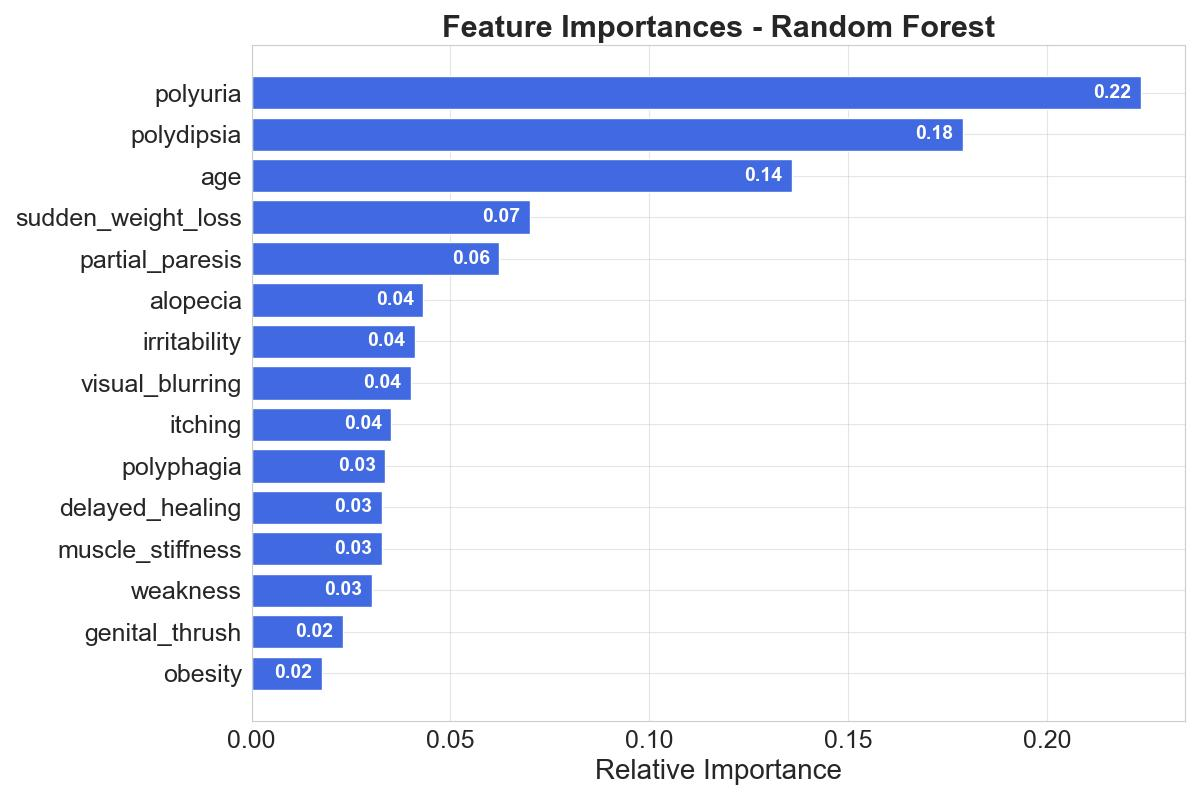 Feature Importances - Random Forest
polyuria 0.22
polydipsia 0.18
age 0.14
sudden_weight_loss 0.07
partial_paresis 0.06
alopecia 0.04
irritability 0.04
visual_blurring 0.04
itching 0.04
polyphagia 0.03
delayed_healing 0.03
muscle_stiffness 0.03
weakness 0.03
genital_thrush 0.02
obesity 0.02
0.00 0.05 0.10 0.15 0.20
Relative Importance